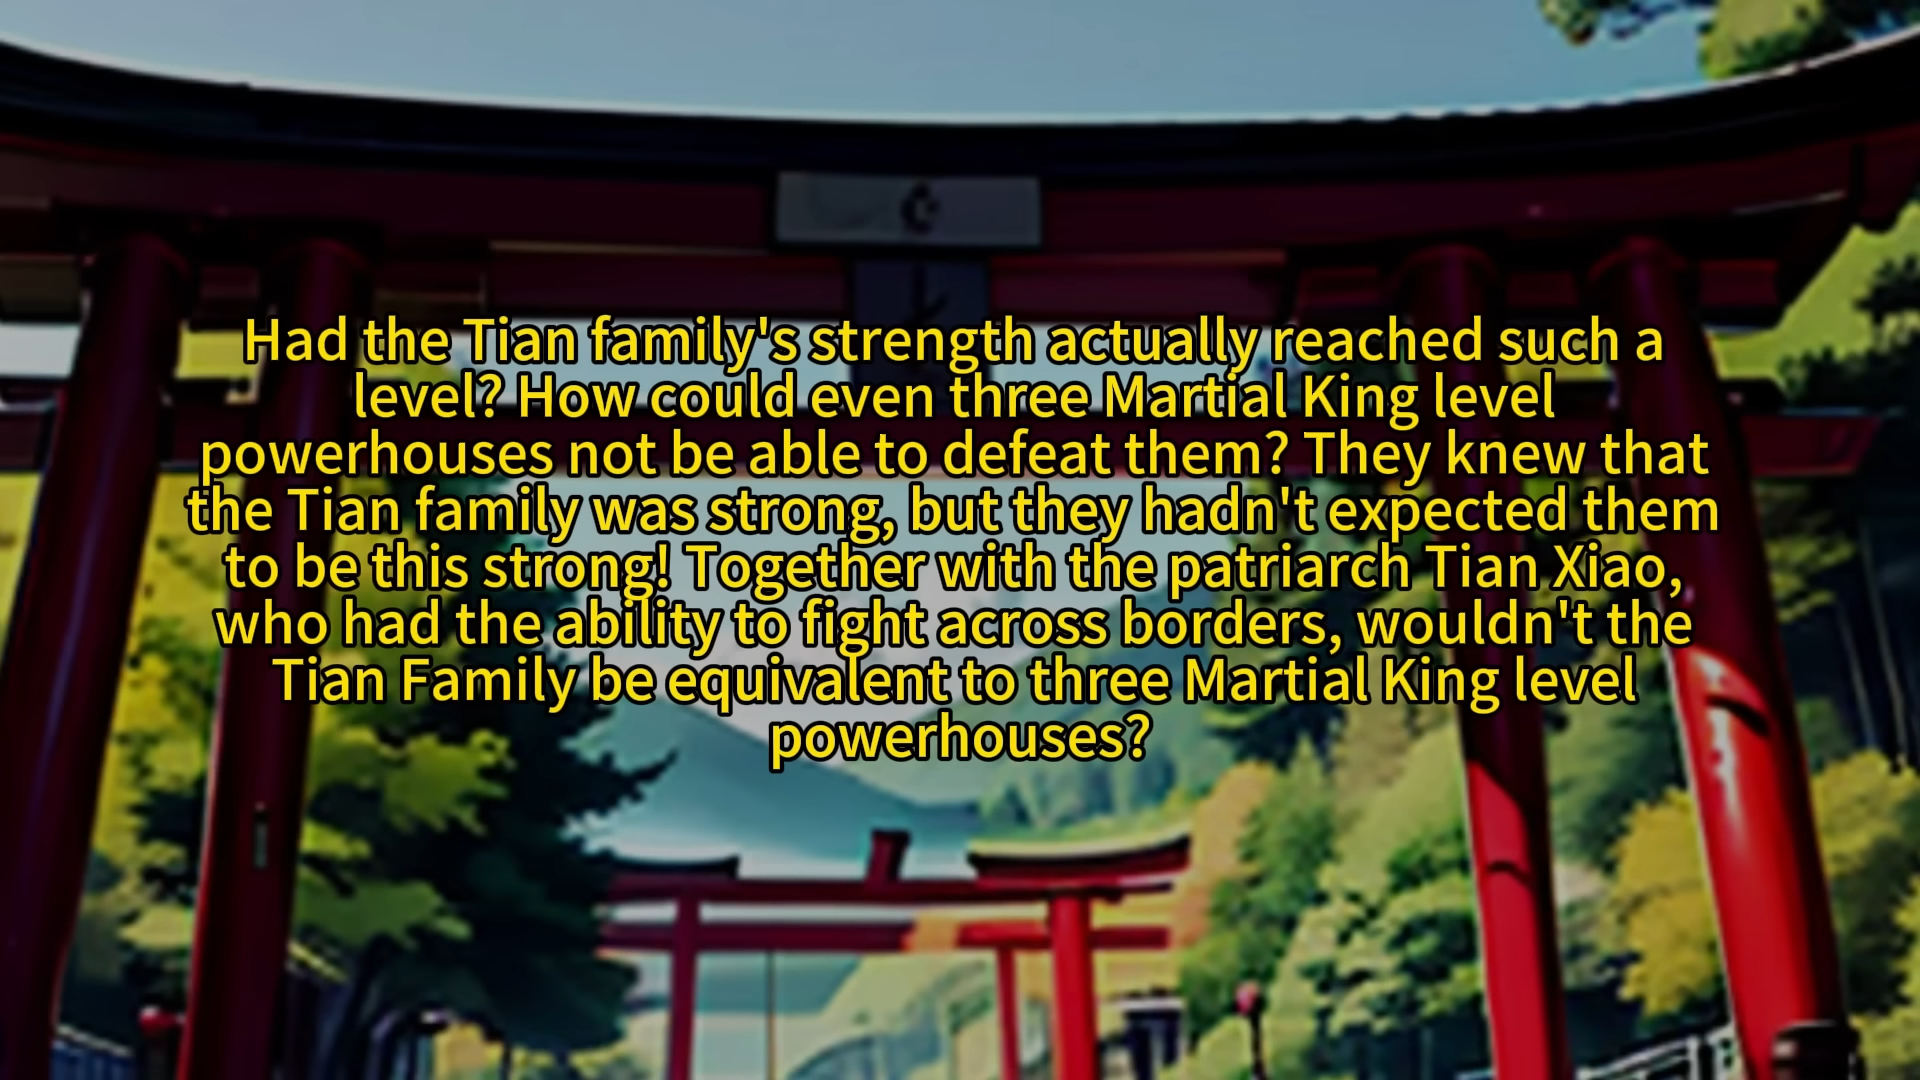 Had the Tian family's strength actually reached such a
level? How could even three Martial King level
powerhouses not be able to defeat them? They knew that
the Tian family was strong, but they hadn't expected them
to be this strong! Together with the patriarch Tian Xiao,
who had the ability to fight across borders, wouldn't the
Tian Family be equivalent to three Martial King level
powerhouses?